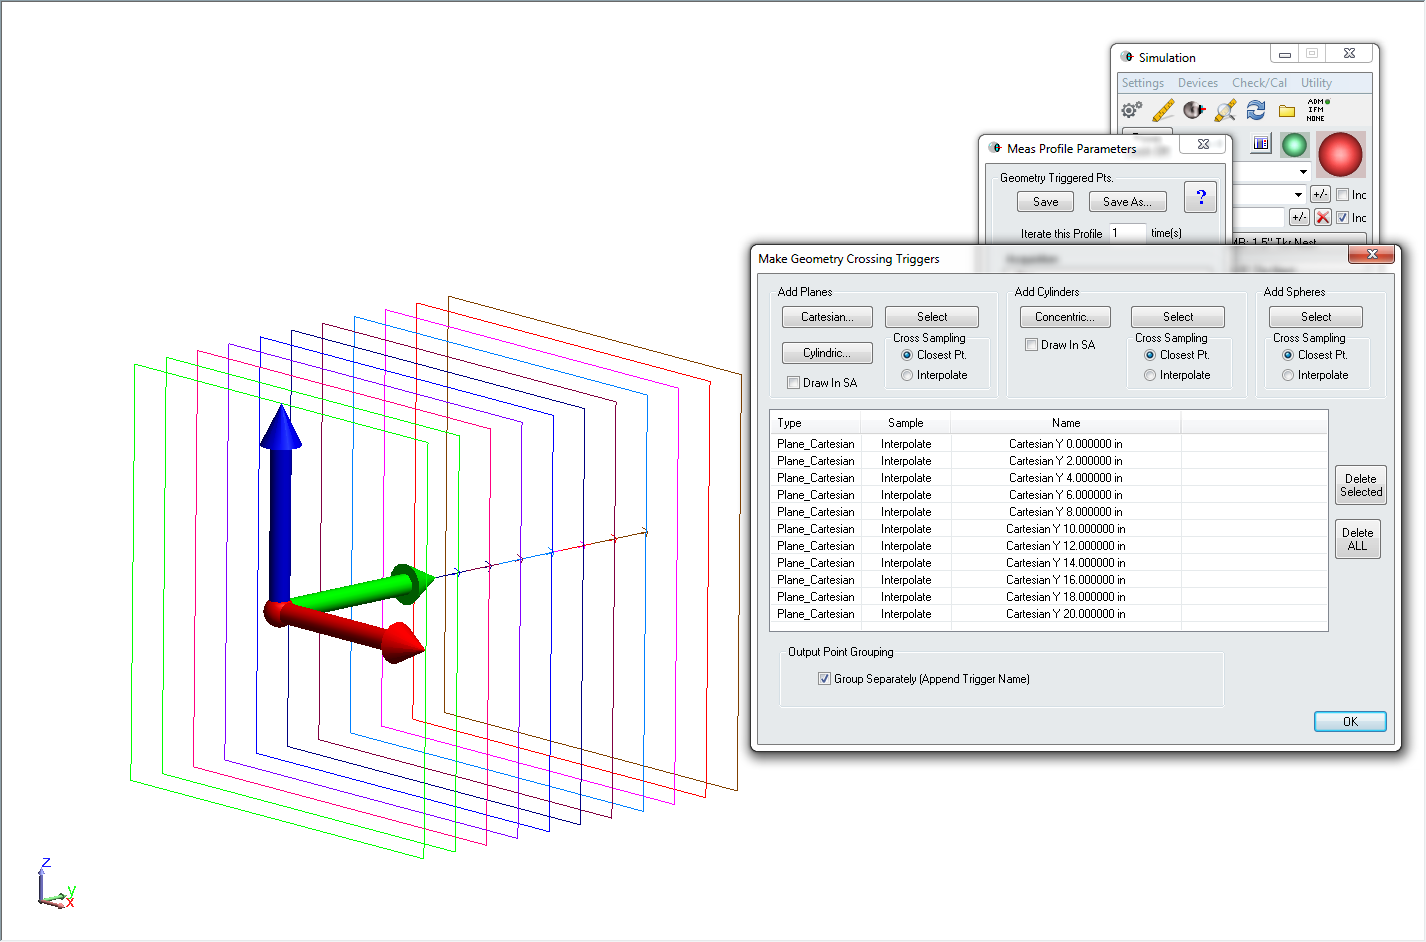 Simulation
Settings Devices Check/Cal Utility
ADM
IFM
NONE
Meas Profile Parameters
Geometry Triggered Pts.
Save Save As... ?
+/- Inc
Iterate this Profile 1 time(s)
+/- Inc
1.5" Tkr Nest
Make Geometry Crossing Triggers
Acquisition
Add Planes Add Cylinders Add Spheres
Cartesian... Select Concentric... Select Select
Cross Sampling Cross Sampling Cross Sampling
Cylindric... Closest Pt. Draw In SA Closest Pt. Closest Pt.
Draw In SA Interpolate Interpolate Interpolate
Type Sample Name
Plane_Cartesian Interpolate Cartesian Y 0.000000 in
Plane_Cartesian Interpolate Cartesian Y 2.000000 in
Plane_Cartesian Interpolate Cartesian Y 4.000000 in
Plane_Cartesian Interpolate Cartesian Y 6.000000 in
Plane_Cartesian Interpolate Cartesian Y 8.000000 in
Plane_Cartesian Interpolate Cartesian Y 10.000000 in
Plane_Cartesian Interpolate Cartesian Y 12.000000 in
Plane_Cartesian Interpolate Cartesian Y 14.000000 in
Plane_Cartesian Interpolate Cartesian Y 16.000000 in
Plane_Cartesian Interpolate Cartesian Y 18.000000 in
Plane_Cartesian Interpolate Cartesian Y 20.000000 in
Delete
Selected
Delete
ALL
Output Point Grouping
Group Separately (Append Trigger Name)
OK
Z
Y
X